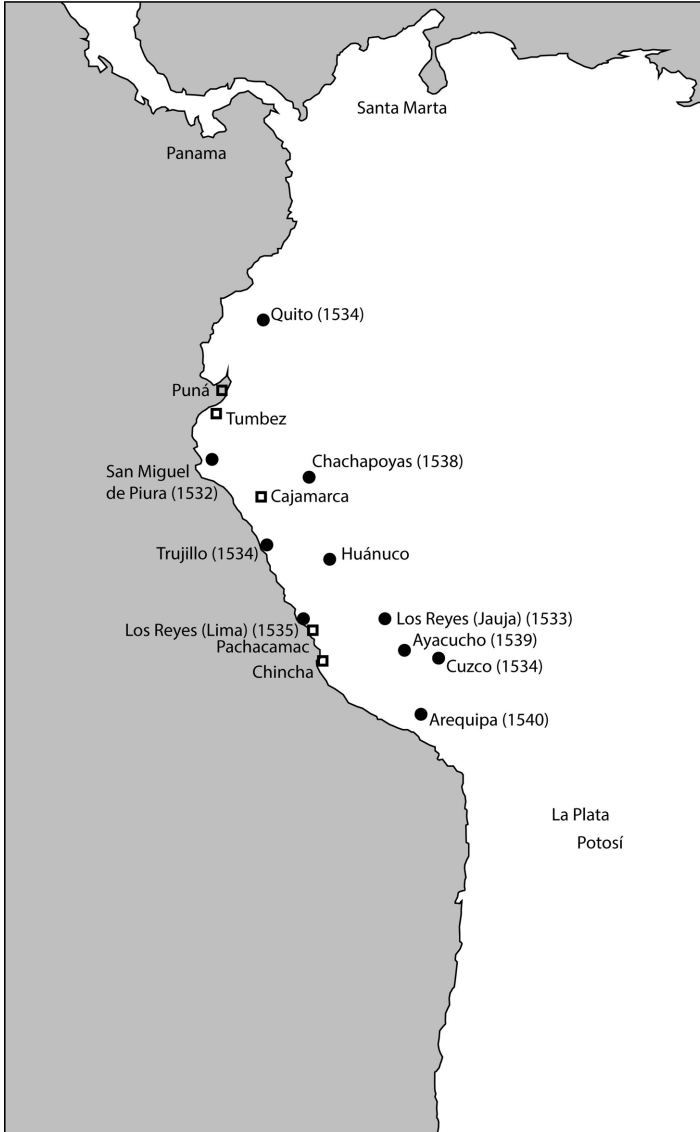 Santa Marta
Panama
Quito (1534)
Puná
Tumbez
Chachapoyas (1538)
San Miguel
de Piura (1532)
Cajamarca
Trujillo (1534)
Huánuco
Los Reyes (Jauja) (1533)
Los Reyes (Lima) (1535)
Ayacucho (1539)
Pachacamac
Cuzco (1534)
Chincha
Arequipa (1540)
La Plata
Potosí